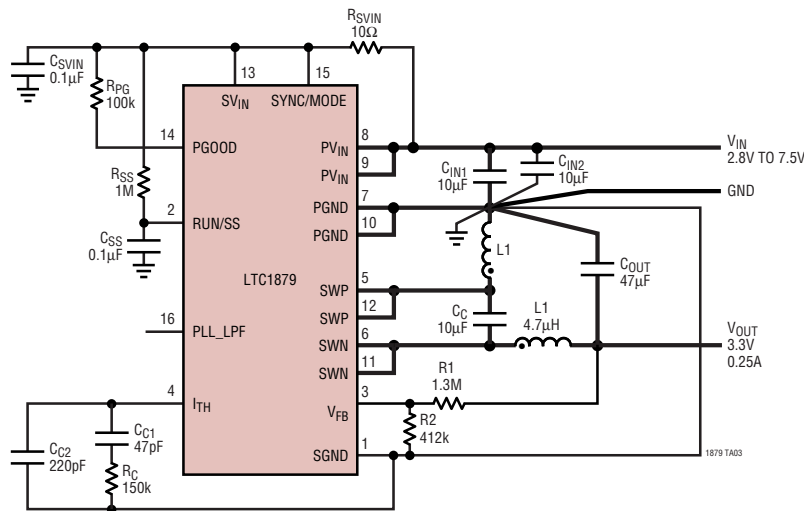 RSVIN
10Ω
CSVIN
0.1µF
RPG
100k
13
15
SVIN
SYNC/MODE
14
PGOOD
PVIN
8
PVIN
9
VIN
2.8V TO 7.5V
CIN1
10µF
CIN2
10µF
RSS
1M
PGND
7
GND
2
RUN/SS
PGND
10
CSS
0.1µF
L1
LTC1879
SWP
5
COUT
47µF
SWP
12
CC
10µF
L1
4.7µH
16
PLL_LPF
SWN
6
VOUT
3.3V
0.25A
SWN
11
R1
1.3M
4
ITH
VFB
3
R2
412k
CC1
47pF
CC2
220pF
RC
150k
SGND
1
1879 TA03